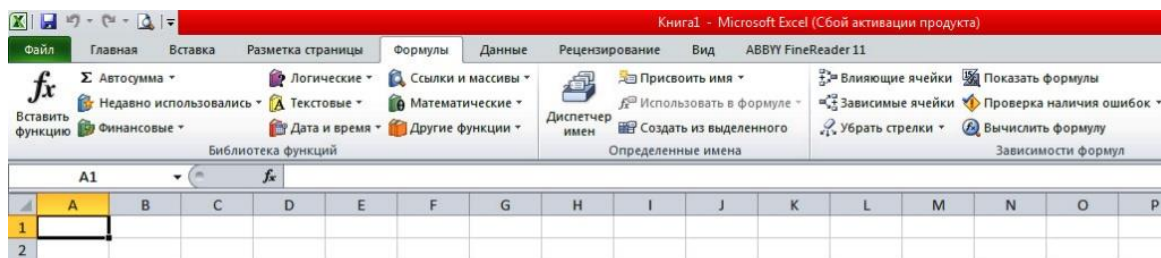 Книга1 - Microsoft Excel (Сбой активации продукта)
Файл Главная Вставка Разметка страницы Формулы Данные Рецензирование Вид ABBYY FineReader 11
fx Σ Автосумма Логические Ссылки и массивы Присвоить имя Влияющие ячейки Показать формулы
Недавно использовались Текстовые Математические Использовать в формуле Зависимые ячейки Проверка наличия ошибок
Вставить функцию Финансовые Дата и время Другие функции Диспетчер имен Создать из выделенного Убрать стрелки Вычислить формулу
Библиотека функций Определенные имена Зависимости формул
A1 fx
A B C D E F G H I J K L M N O P
1
2